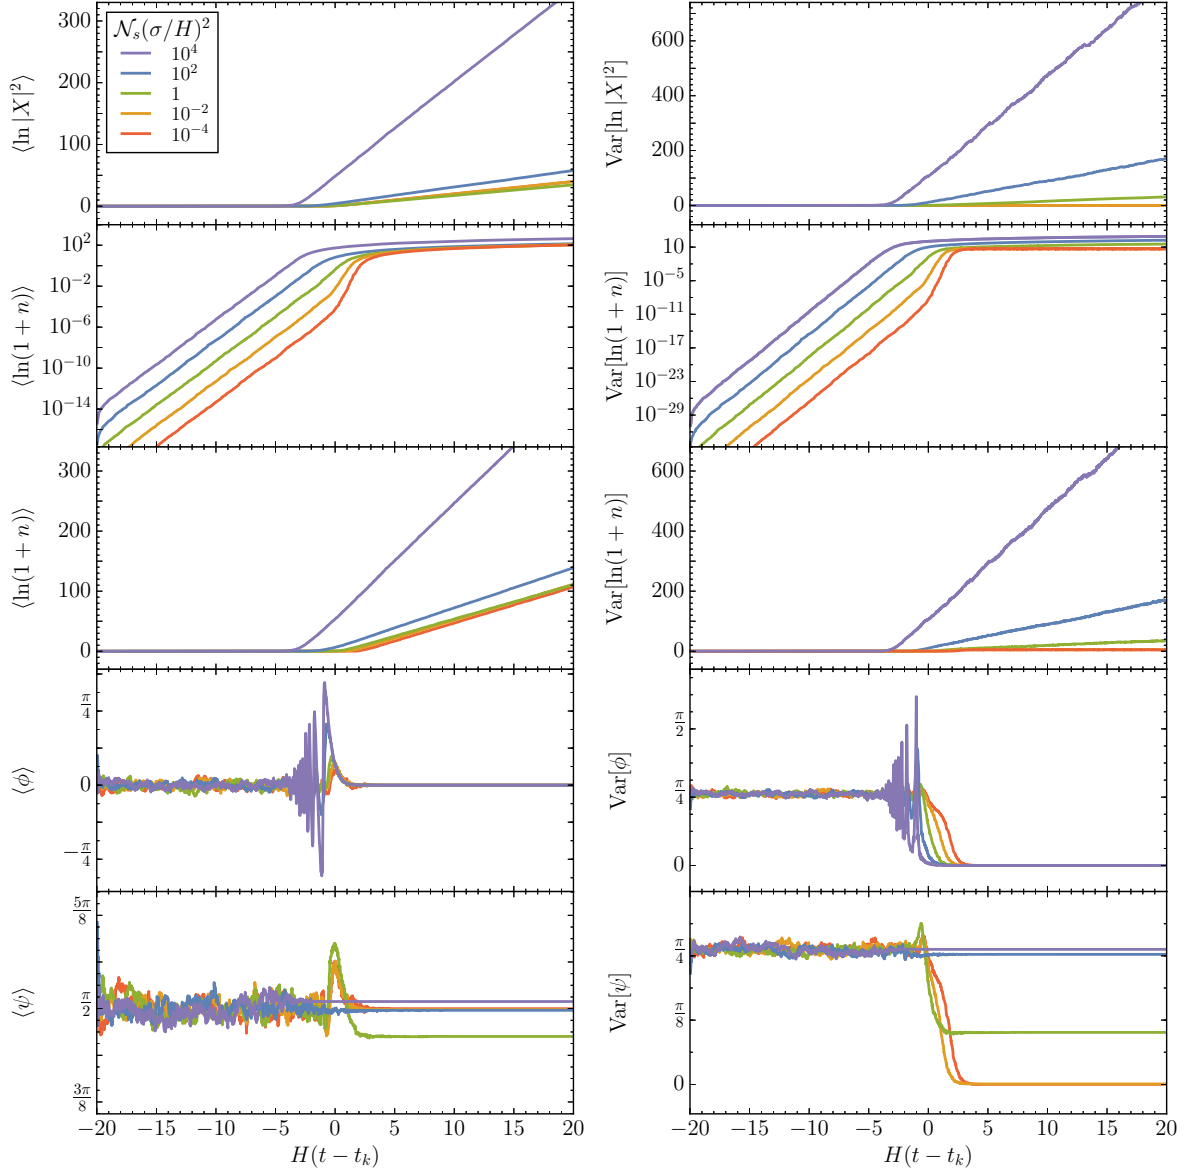 330
300
200
100
0
⟨ln |X|²⟩
𝒩ₛ(σ/H)²
10⁴
10²
1
10⁻²
10⁻⁴
600
400
200
0
Var[ln |X|²]
10²
10⁻²
10⁻⁶
10⁻¹⁰
10⁻¹⁴
⟨ln(1 + n)⟩
10
10⁻⁵
10⁻¹¹
10⁻¹⁷
10⁻²³
10⁻²⁹
Var[ln(1 + n)]
300
200
100
0
⟨ln(1 + n)⟩
600
400
200
0
Var[ln(1 + n)]
π/4
0
−π/4
⟨ϕ⟩
π/2
π/4
0
Var[ϕ]
5π/8
π/2
3π/8
⟨ψ⟩
−20 −15 −10 −5 0 5 10 15 20
H(t − tₖ)
π/4
π/8
0
Var[ψ]
−20 −15 −10 −5 0 5 10 15 20
H(t − tₖ)